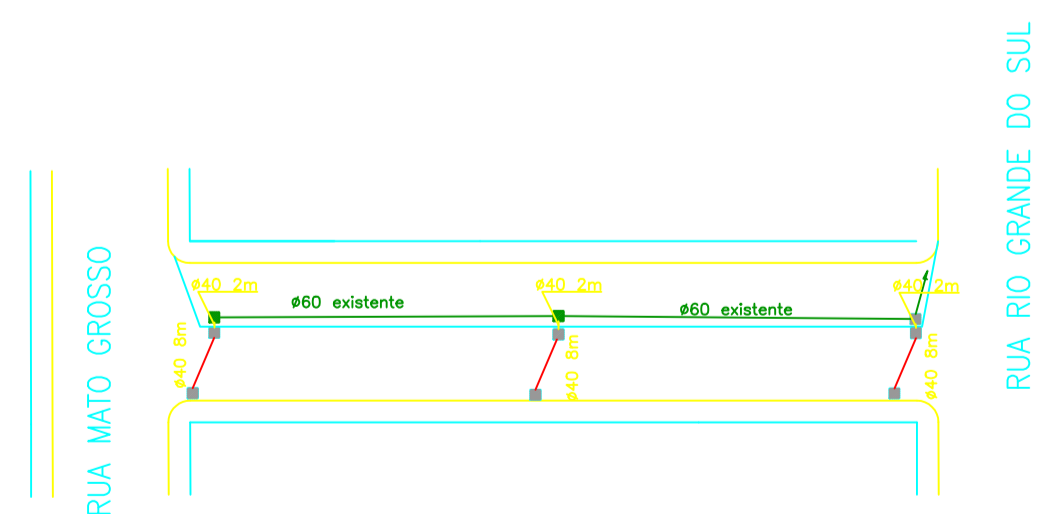 RUA RIO GRANDE DO SUL
RUA MATO GROSSO
ø40 2m
ø40 2m
ø40 2m
ø60 existente
ø60 existente
ø40 8m
ø40 8m
ø40 8m